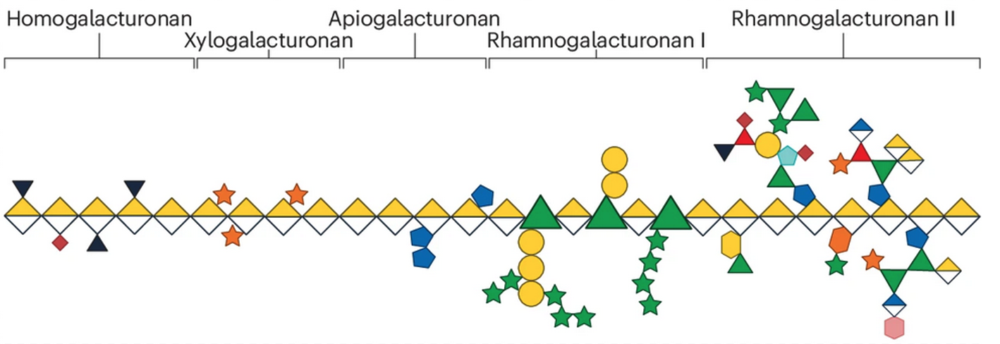 Homogalacturonan
Xylogalacturonan
Apiogalacturonan
Rhamnogalacturonan I
Rhamnogalacturonan II